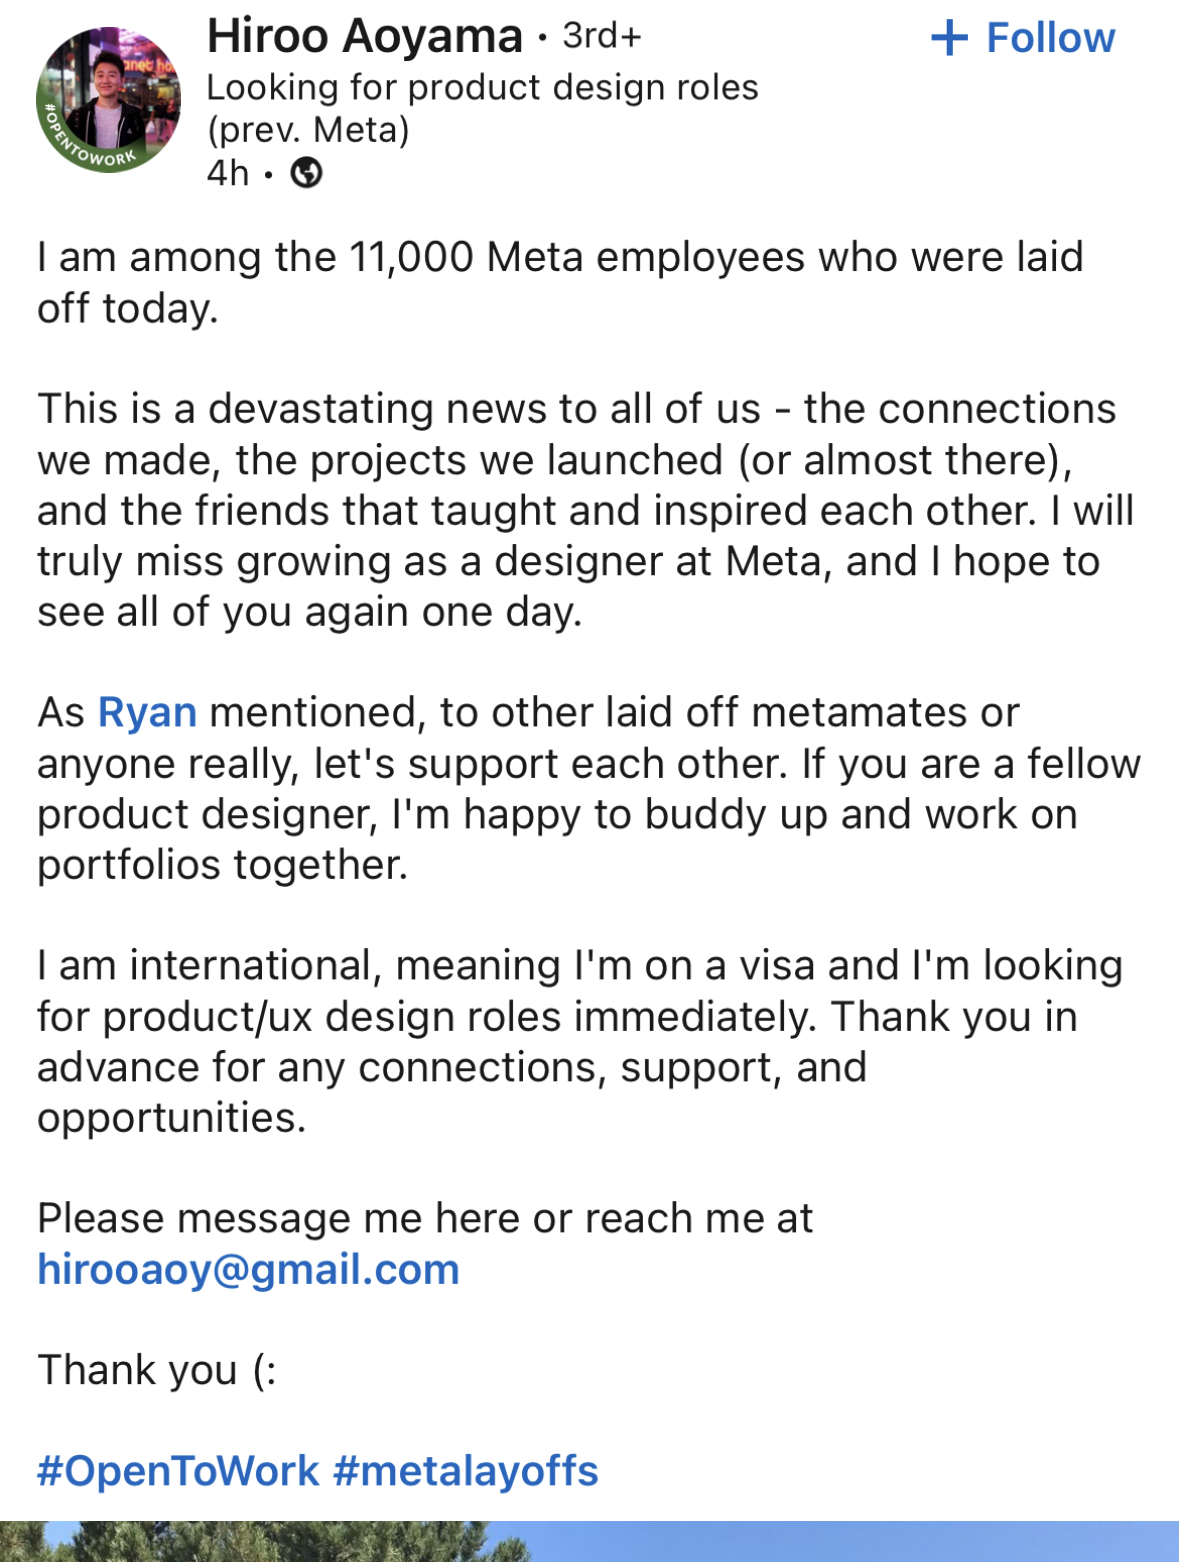 Hiroo Aoyama · 3rd+
+ Follow
Looking for product design roles
(prev. Meta)
4h ·
#OPENTOWORK
I am among the 11,000 Meta employees who were laid
off today.
This is a devastating news to all of us - the connections
we made, the projects we launched (or almost there),
and the friends that taught and inspired each other. I will
truly miss growing as a designer at Meta, and I hope to
see all of you again one day.
As Ryan mentioned, to other laid off metamates or
anyone really, let's support each other. If you are a fellow
product designer, I'm happy to buddy up and work on
portfolios together.
I am international, meaning I'm on a visa and I'm looking
for product/ux design roles immediately. Thank you in
advance for any connections, support, and
opportunities.
Please message me here or reach me at
hirooaoy@gmail.com
Thank you (:
#OpenToWork #metalayoffs